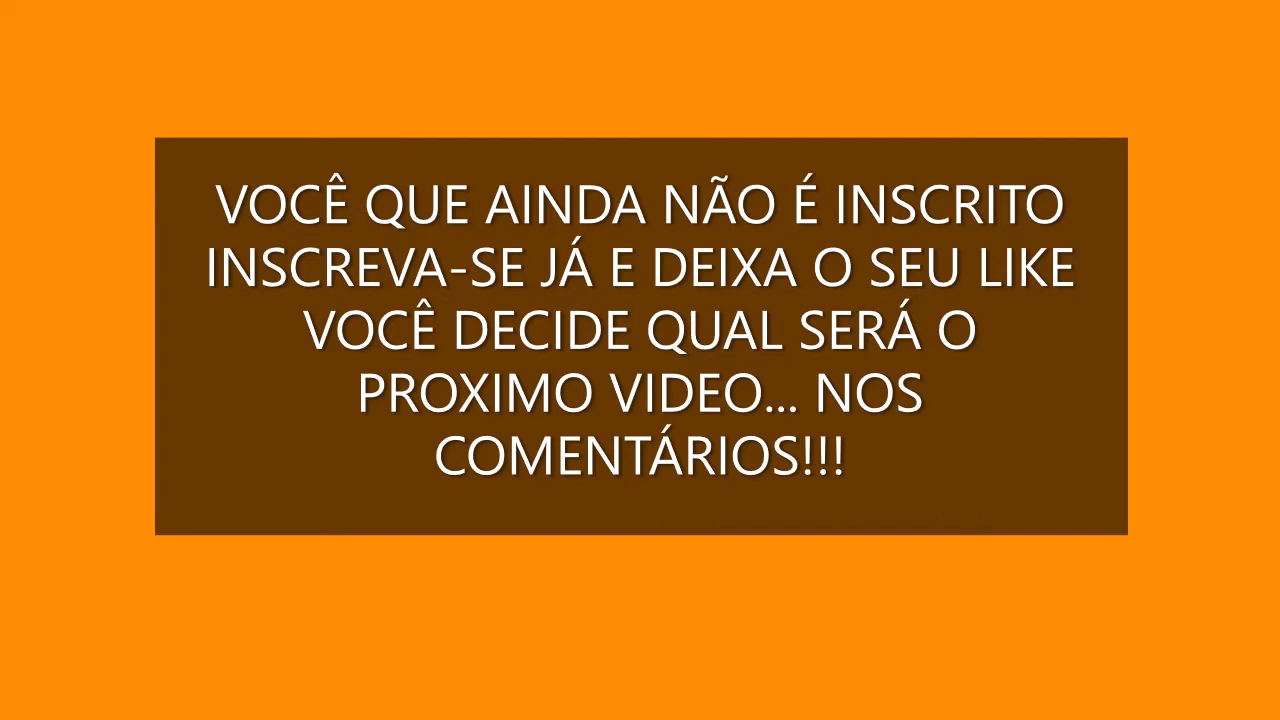 VOCÊ QUE AINDA NÃO É INSCRITO
INSCREVA-SE JÁ E DEIXA O SEU LIKE
VOCÊ DECIDE QUAL SERÁ O
PROXIMO VIDEO... NOS
COMENTÁRIOS!!!